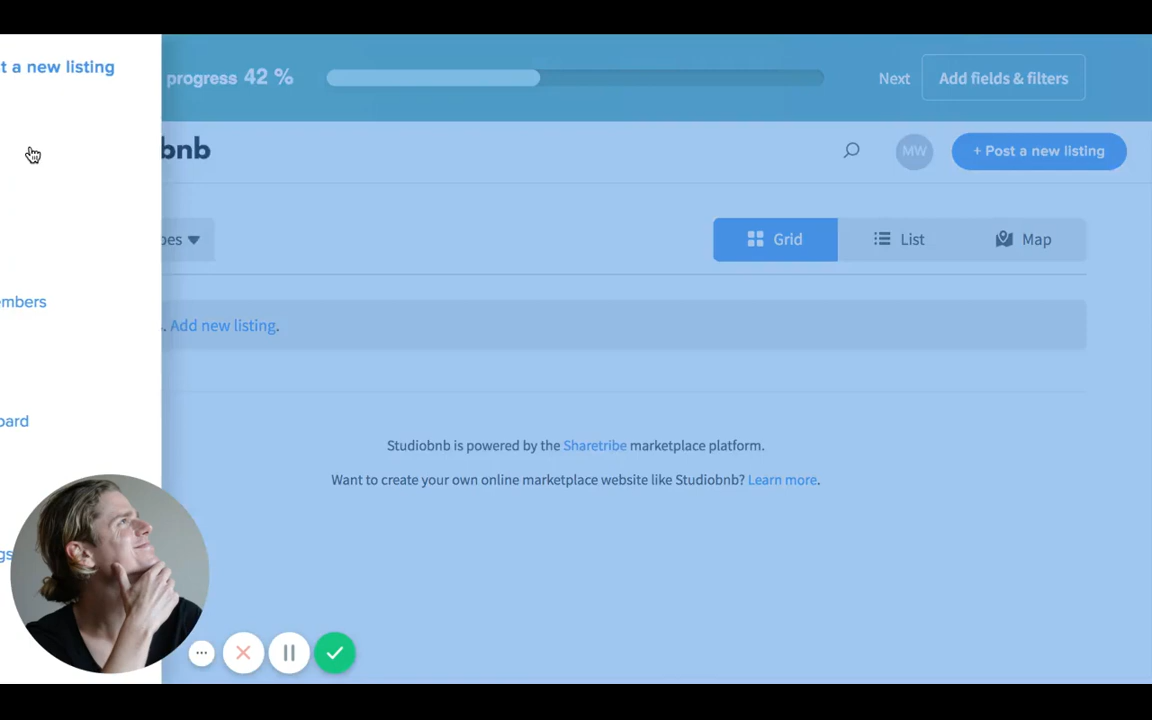 t a new listing
progress 42 %
Next
Add fields & filters
bnb
MW
+ Post a new listing
pes
Grid
List
Map
embers
. Add new listing.
oard
Studiobnb is powered by the Sharetribe marketplace platform.
Want to create your own online marketplace website like Studiobnb? Learn more.
gs